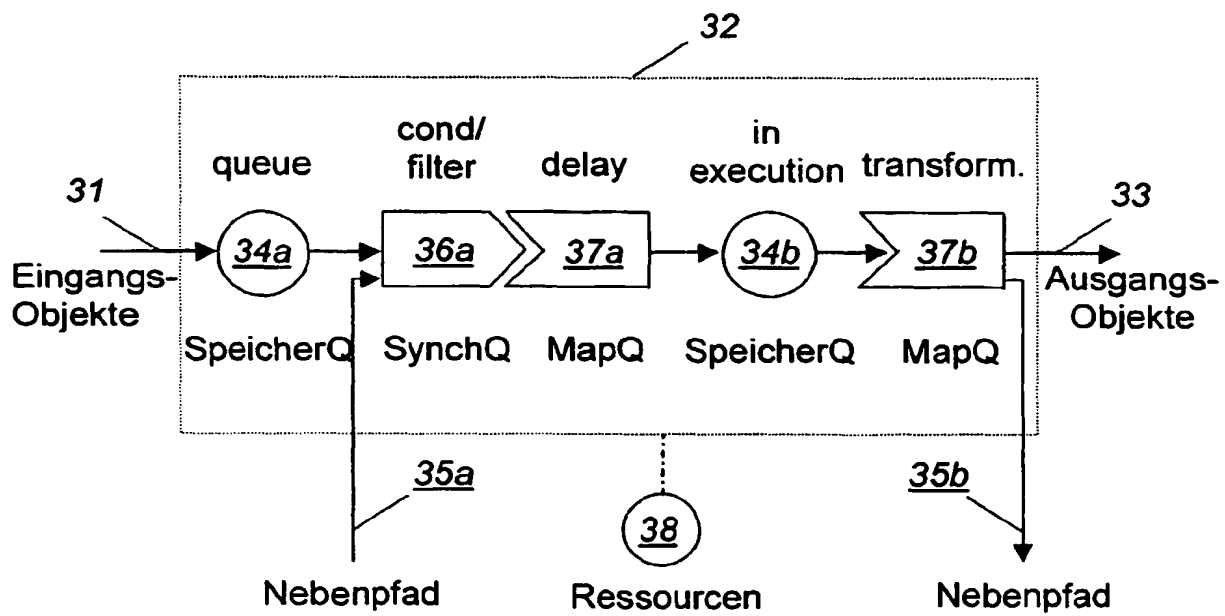 32
cond/
filter
in
execution
queue
delay
transform.
31
33
34a
36a
37a
34b
37b
Eingangs-
Objekte
Ausgangs-
Objekte
SpeicherQ
SynchQ
MapQ
SpeicherQ
MapQ
35a
35b
38
Nebenpfad
Ressourcen
Nebenpfad